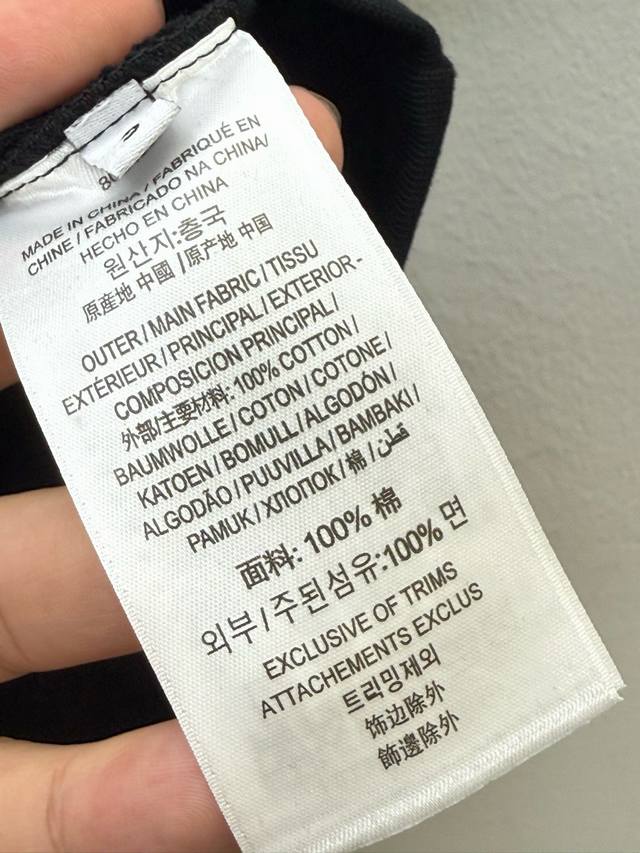 MADE IN CHINA / FABRIQUÉ EN
CHINE / FABRICADO NA CHINA/
HECHO EN CHINA
원산지:중국
原産地 中國 / 原产地 中国
OUTER / MAIN FABRIC / TISSU
EXTÉRIEUR / PRINCIPAL / EXTERIOR -
COMPOSICION PRINCIPAL /
外部/主要材料: 100% COTTON /
BAUMWOLLE / COTON / COTONE /
KATOEN / BOMULL / ALGODÓN /
ALGODÃO / PUUVILLA / BAMBAKI /
PAMUK / ХЛОПОК / 棉 / قطن
面料: 100% 棉
외부 / 주된섬유:100% 면
EXCLUSIVE OF TRIMS
ATTACHEMENTS EXCLUS
트리밍제외
饰边除外
飾邊除外